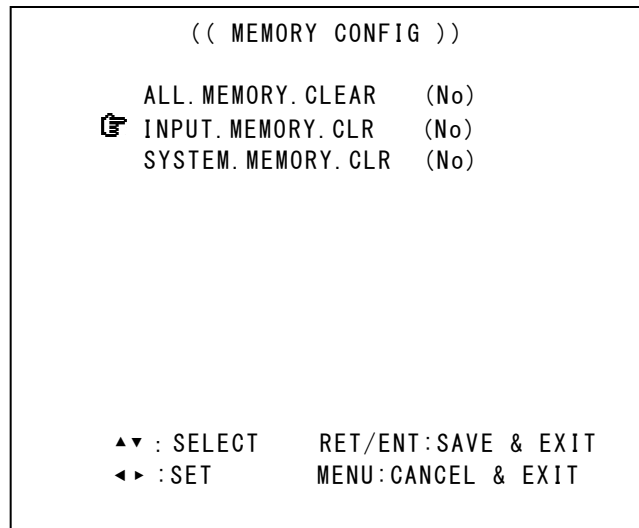 (( MEMORY CONFIG ))
ALL.MEMORY.CLEAR (No)
☞ INPUT.MEMORY.CLR (No)
SYSTEM.MEMORY.CLR (No)
▲▼ : SELECT RET/ENT:SAVE & EXIT
◄► :SET MENU:CANCEL & EXIT